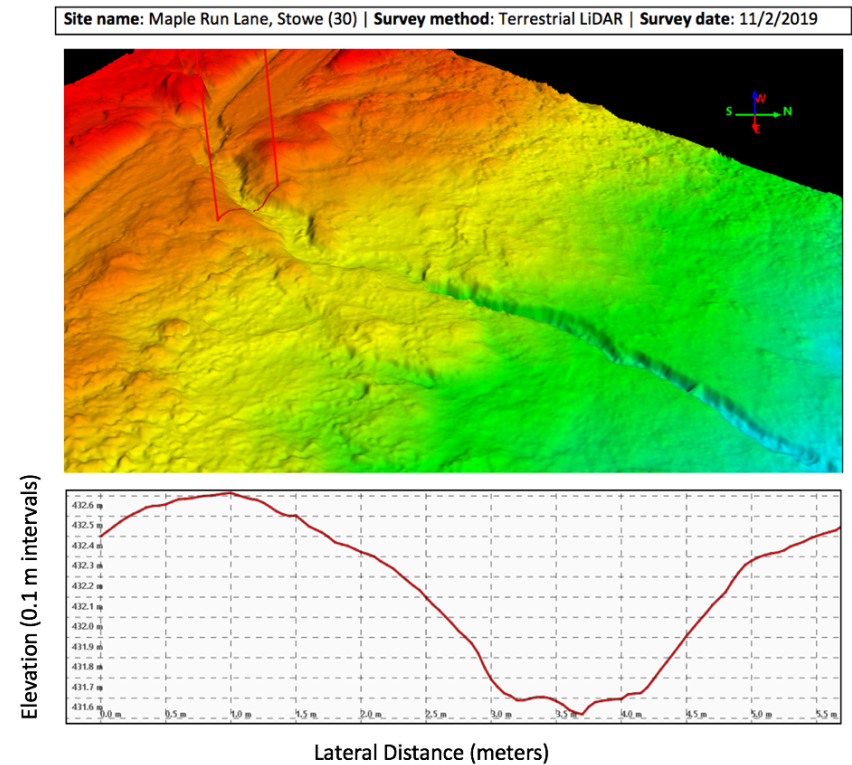 Site name: Maple Run Lane, Stowe (30) | Survey method: Terrestrial LiDAR | Survey date: 11/2/2019
W
S N
E
Elevation (0.1 m intervals)
432.6 m
432.5 m
432.4 m
432.3 m
432.2 m
432.1 m
432.0 m
431.9 m
431.8 m
431.7 m
431.6 m
0.0 m 0.5 m 1.0 m 2.0 m 2.5 m 3.0 m 3.5 m 4.0 m 4.5 m 5.0 m 5.5 m
Lateral Distance (meters)